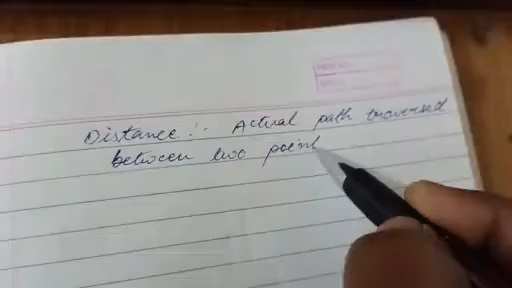 Distance :- Actual path traversed
between two point